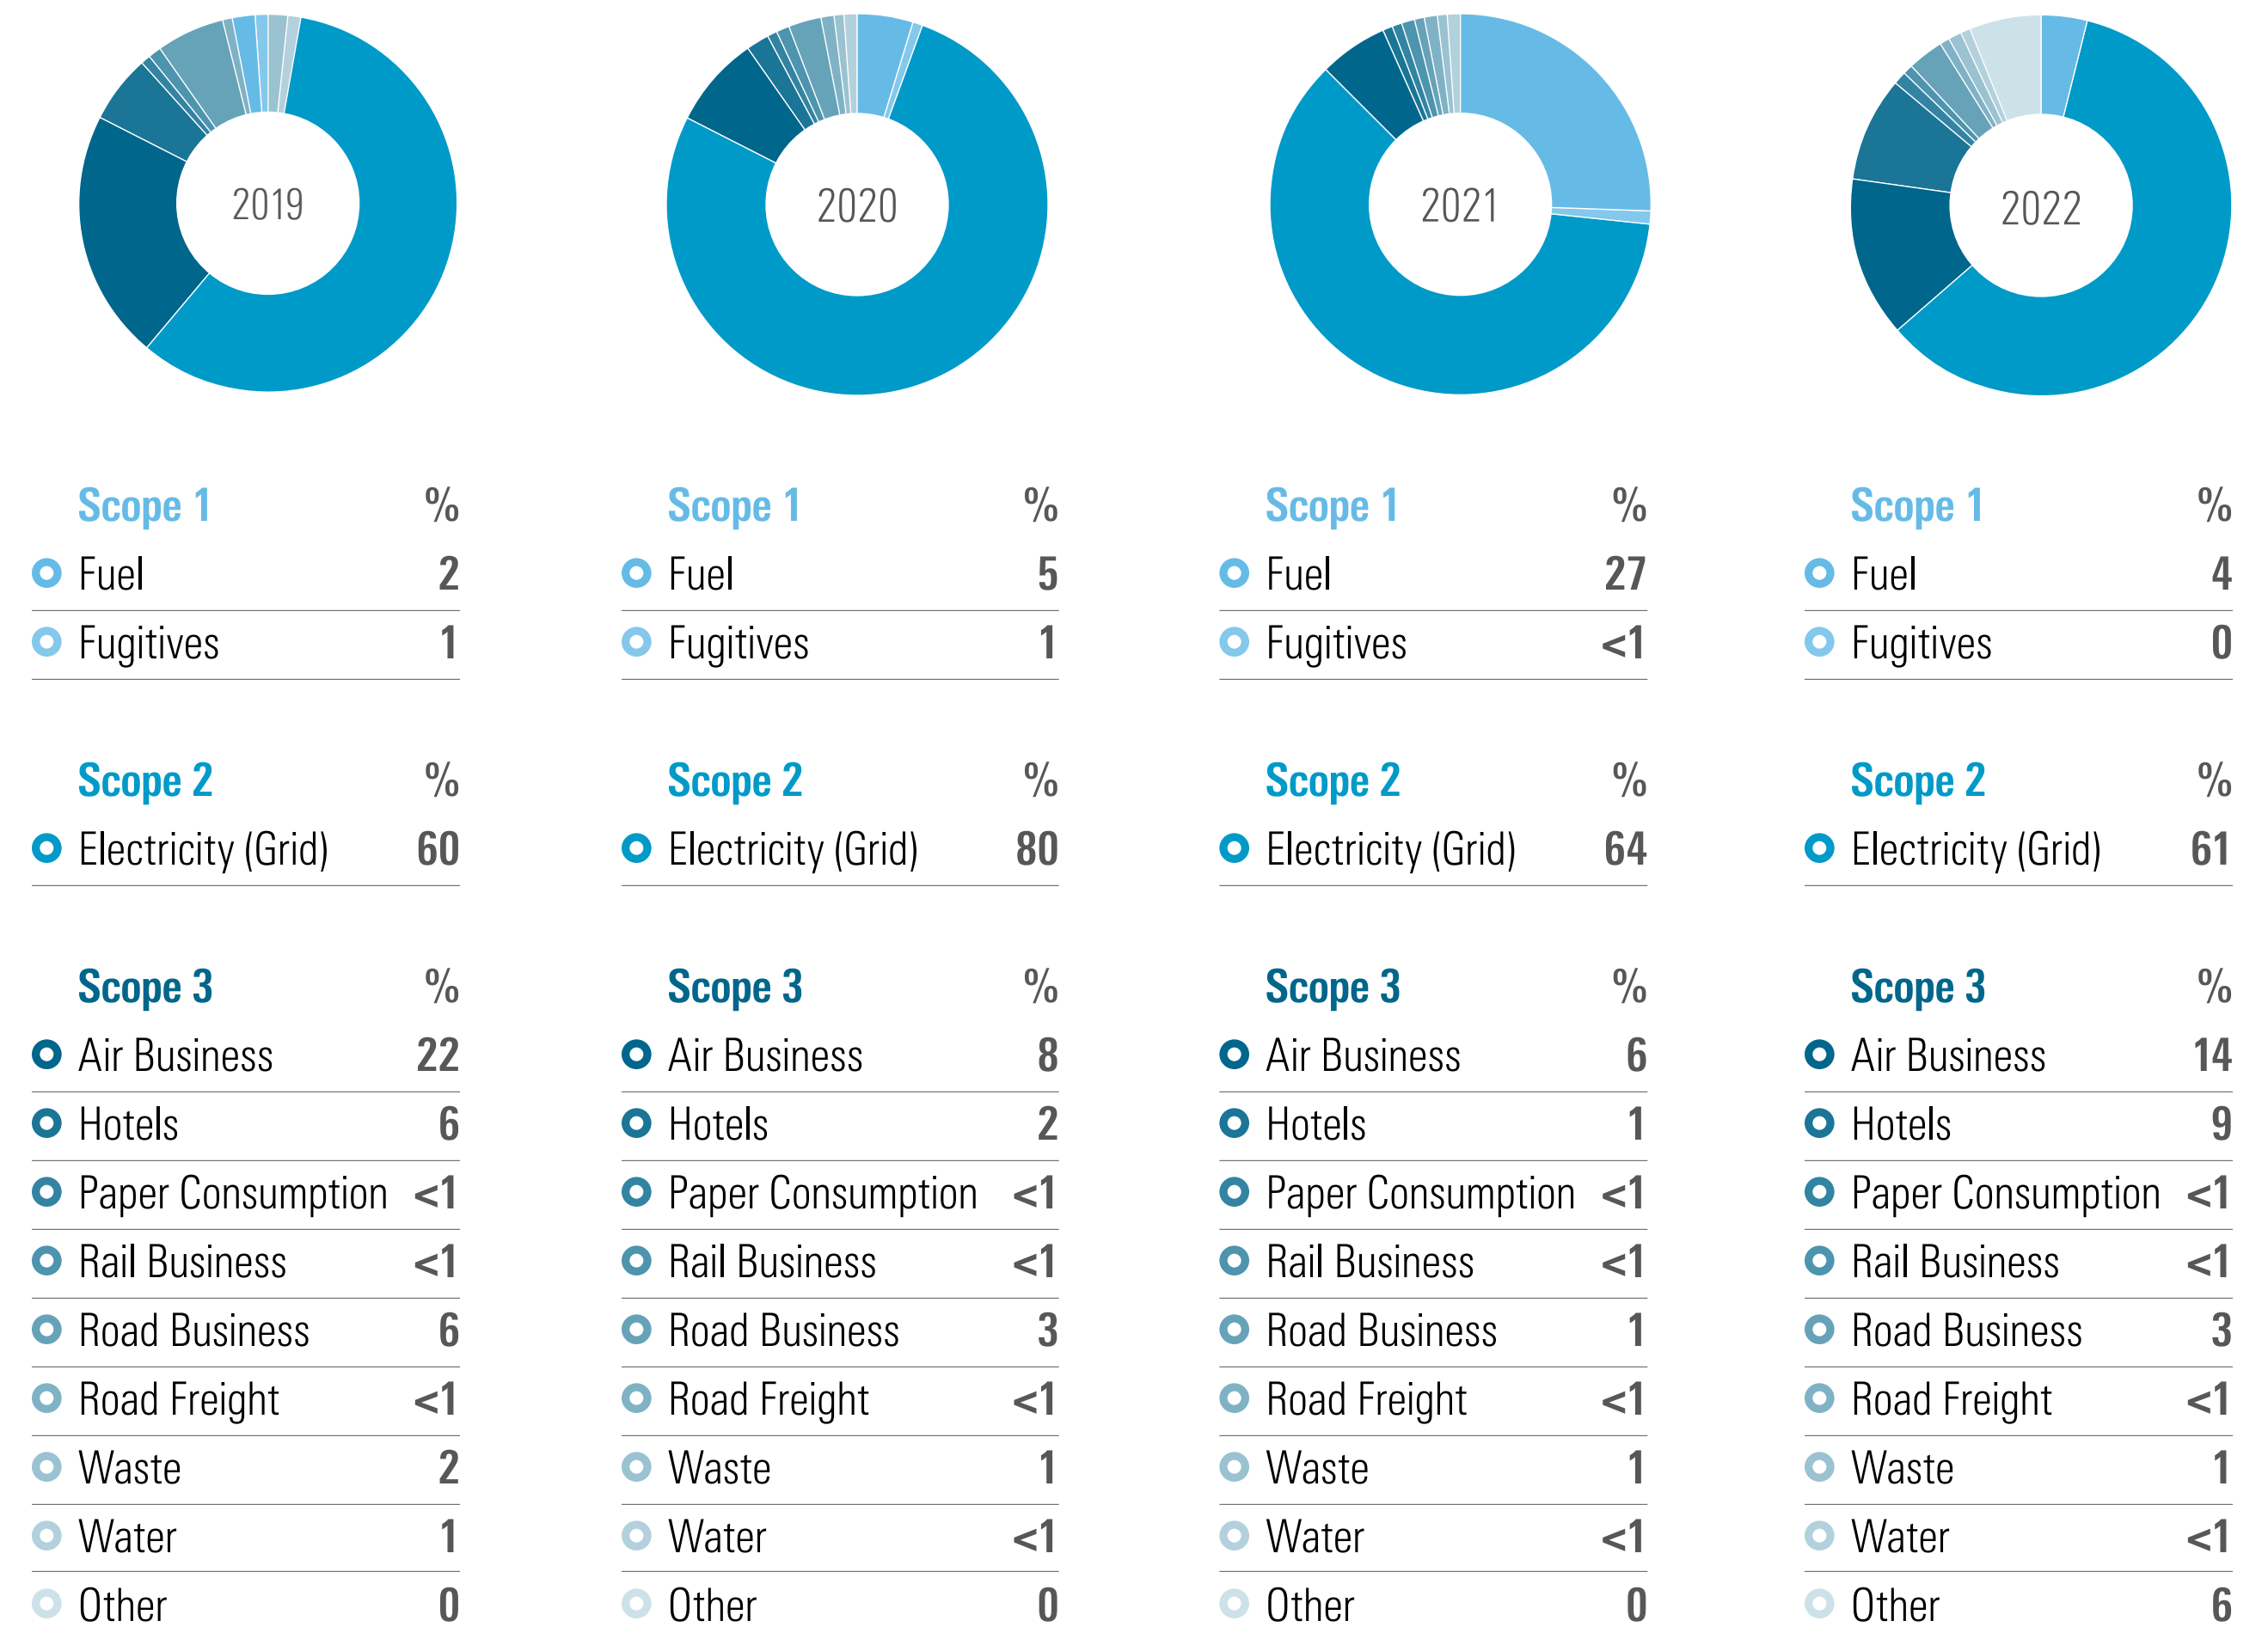 2019
2020
2021
2022
Scope 1 %
Fuel 2
Fugitives 1
Scope 2 %
Electricity (Grid) 60
Scope 3 %
Air Business 22
Hotels 6
Paper Consumption <1
Rail Business <1
Road Business 6
Road Freight <1
Waste 2
Water 1
Other 0
Scope 1 %
Fuel 5
Fugitives 1
Scope 2 %
Electricity (Grid) 80
Scope 3 %
Air Business 8
Hotels 2
Paper Consumption <1
Rail Business <1
Road Business 3
Road Freight <1
Waste 1
Water <1
Other 0
Scope 1 %
Fuel 27
Fugitives <1
Scope 2 %
Electricity (Grid) 64
Scope 3 %
Air Business 6
Hotels 1
Paper Consumption <1
Rail Business <1
Road Business 1
Road Freight <1
Waste 1
Water <1
Other 0
Scope 1 %
Fuel 4
Fugitives 0
Scope 2 %
Electricity (Grid) 61
Scope 3 %
Air Business 14
Hotels 9
Paper Consumption <1
Rail Business <1
Road Business 3
Road Freight <1
Waste 1
Water <1
Other 6